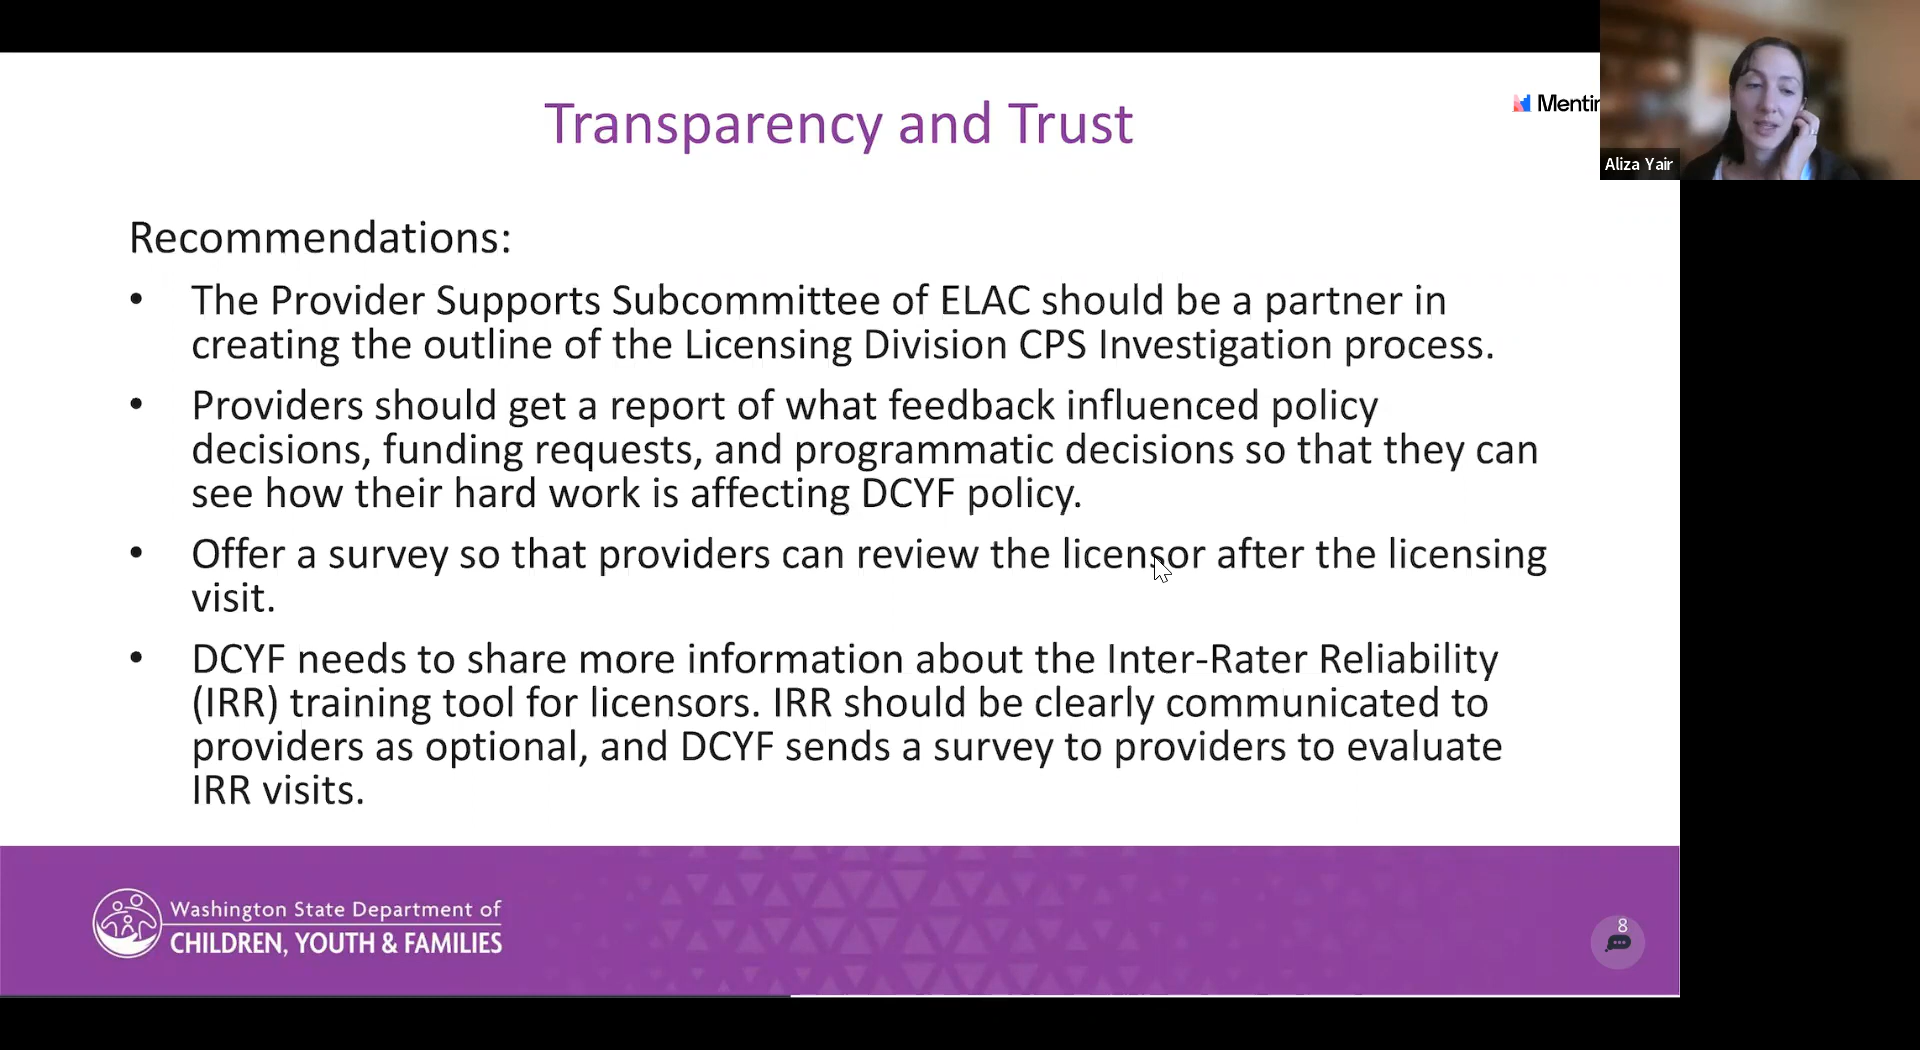 Transparency and Trust
Mentir
Aliza Yair
Recommendations:
• The Provider Supports Subcommittee of ELAC should be a partner in
creating the outline of the Licensing Division CPS Investigation process.
• Providers should get a report of what feedback influenced policy
decisions, funding requests, and programmatic decisions so that they can
see how their hard work is affecting DCYF policy.
• Offer a survey so that providers can review the licensor after the licensing
visit.
• DCYF needs to share more information about the Inter-Rater Reliability
(IRR) training tool for licensors. IRR should be clearly communicated to
providers as optional, and DCYF sends a survey to providers to evaluate
IRR visits.
Washington State Department of
CHILDREN, YOUTH & FAMILIES
8